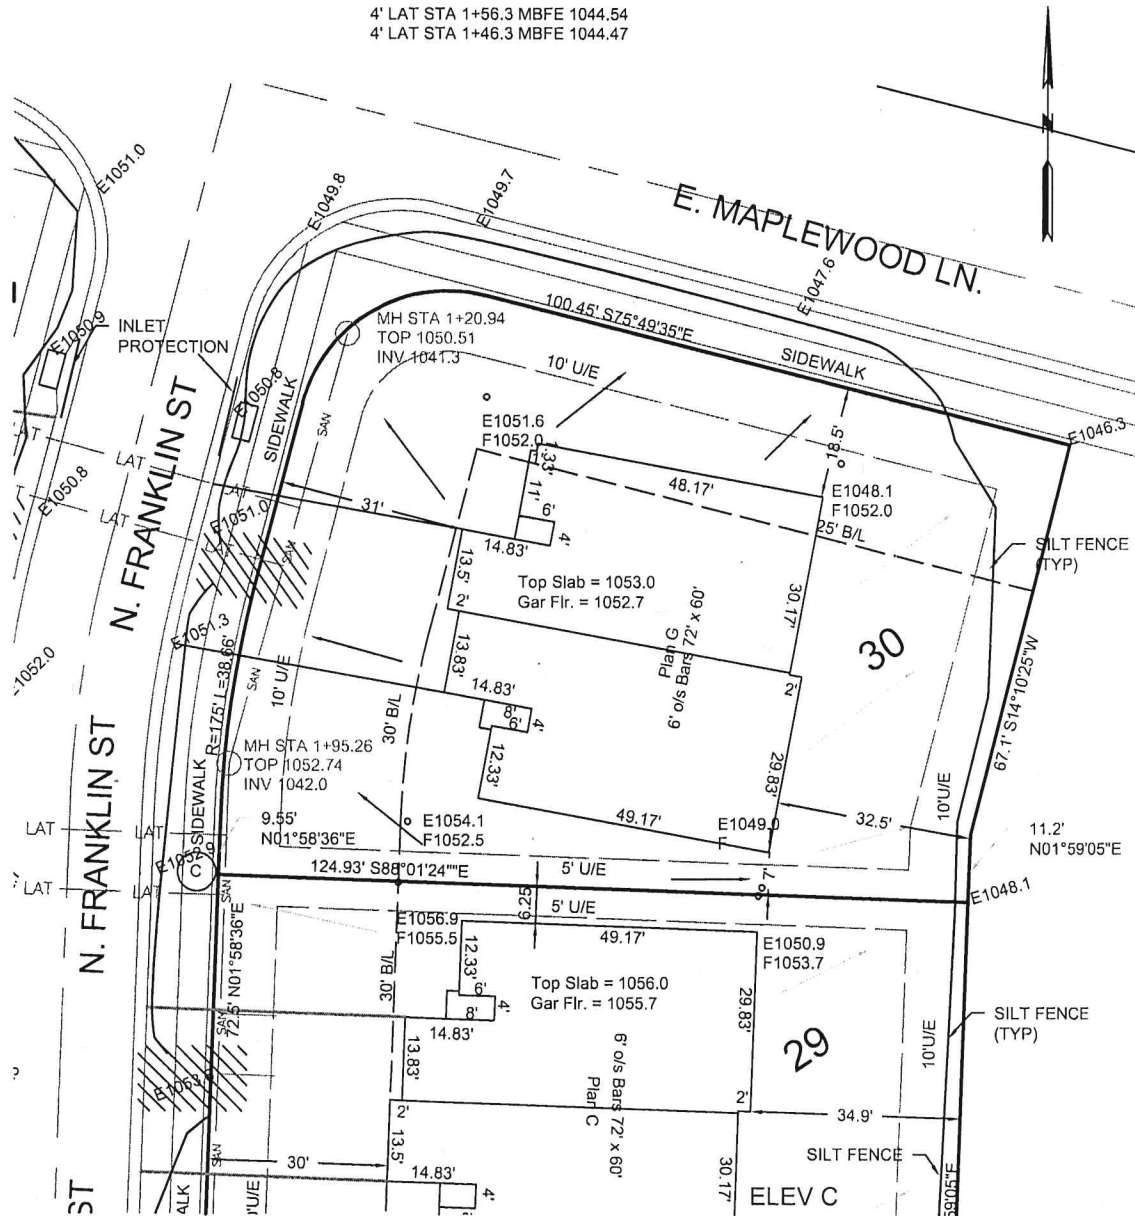 4' LAT STA 1+56.3 MBFE 1044.54
4' LAT STA 1+46.3 MBFE 1044.47
N
E1051.0
E1049.8
E1049.7
E. MAPLEWOOD LN.
E1047.6
E1050.9
INLET
PROTECTION
MH STA 1+20.94
TOP 1050.51
INV 1041.3
100.45' S75°49'35"E
SIDEWALK
10' U/E
E1050.8
SIDEWALK
SAN
N. FRANKLIN ST
E1051.6
F1052.0
E1046.3
18.5'
LAT
LAT
LAT
1.33'
48.17'
E1048.1
F1052.0
E1050.8
LAT
E1051.0
31'
11'
6'
4'
25' B/L
SILT FENCE
(TYP)
LAT
SAN
14.83'
13.5'
Top Slab = 1053.0
Gar Flr. = 1052.7
30.17'
2'
E1051.3
30
Plan G
6' o/s Bars 72' x 60'
13.83'
E1052.0
R=175' L=38.66'
SAN
10' U/E
14.83'
2'
8'
6'
4'
67.1' S14°10'25"W
30' B/L
N. FRANKLIN ST
MH STA 1+95.26
TOP 1052.74
INV 1042.0
12.33'
29.83'
SIDEWALK
10'U/E
LAT
LAT
9.55'
N01°58'36"E
E1054.1
F1052.5
49.17'
E1049.0
F
32.5'
11.2'
N01°59'05"E
E1052.9
C
124.93' S88°01'24""E
5' U/E
7'
LAT
LAT
SAN
6.25
5' U/E
E1048.1
E1056.9
F1055.5
49.17'
E1050.9
F1053.7
72.5' N01°58'36"E
30' B/L
12.33'
Top Slab = 1056.0
Gar Flr. = 1055.7
6'
8'
4'
29.83'
SILT FENCE
(TYP)
SAN
14.83'
13.83'
6' o/s Bars 72' x 60'
Plan C
29
10'U/E
2'
2'
34.9'
13.5'
SAN
30'
14.83'
4'
30.17'
SILT FENCE
ST
ALK
'U/E
ELEV C
59'05"E